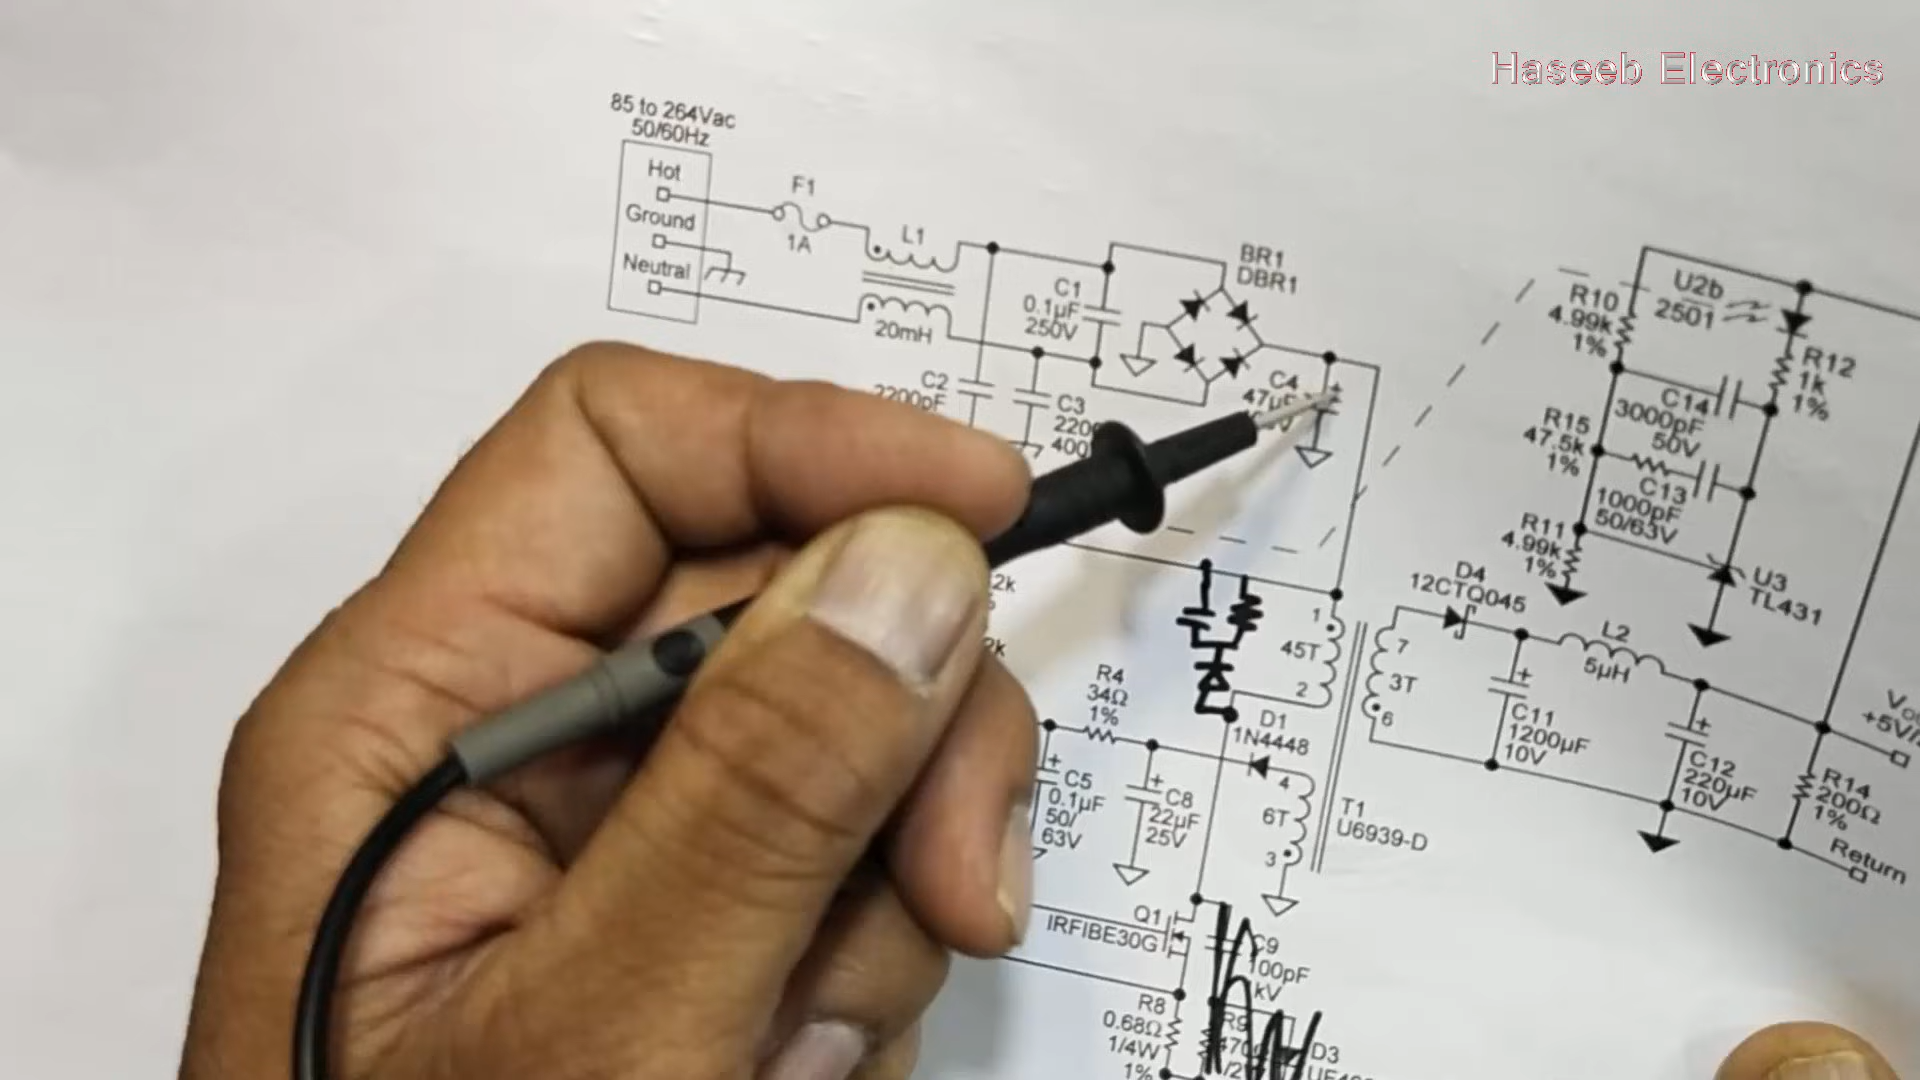 Haseeb Electronics
85 to 264Vac
50/60Hz
Hot
Ground
Neutral
F1
1A
L1
20mH
C1
0.1µF
250V
BR1
DBR1
C2
2200pF
C3
400
C4
47µF
R10
4.99k
1%
U2b
2501
R12
1k
1%
C14
3000pF
50V
R15
47.5k
1%
C13
1000pF
50/63V
R11
4.99k
1%
U3
TL431
D4
12CTQ045
L2
5µH
1
45T
2
7
3T
6
C11
1200µF
10V
C12
220µF
10V
+5V/
R14
200Ω
1%
Return
R4
34Ω
1%
D1
1N4448
4
6T
3
T1
U6939-D
C5
0.1µF
50/
63V
C8
22µF
25V
Q1
IRFIBE30G
C9
100pF
1kV
R8
0.68Ω
1/4W
1%
R9
D3